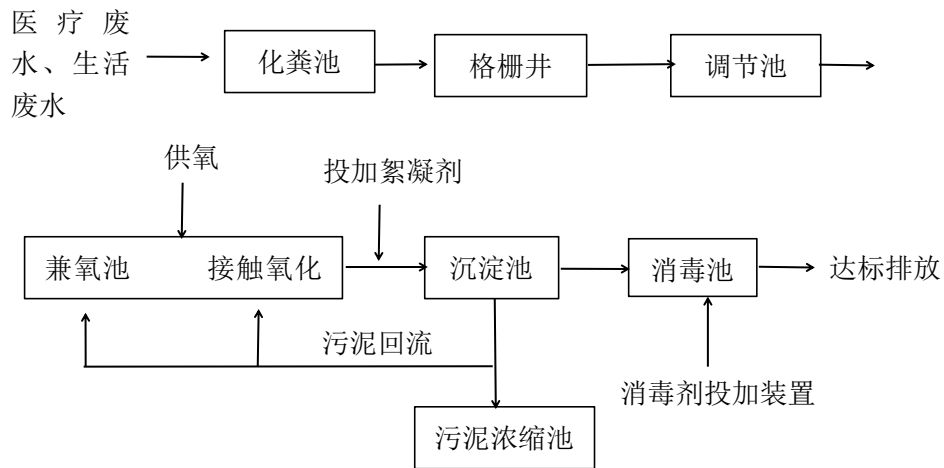 医疗废
水、生活
废水
化粪池
格栅井
调节池
供氧
投加絮凝剂
兼氧池 接触氧化
沉淀池
消毒池
达标排放
污泥回流
消毒剂投加装置
污泥浓缩池